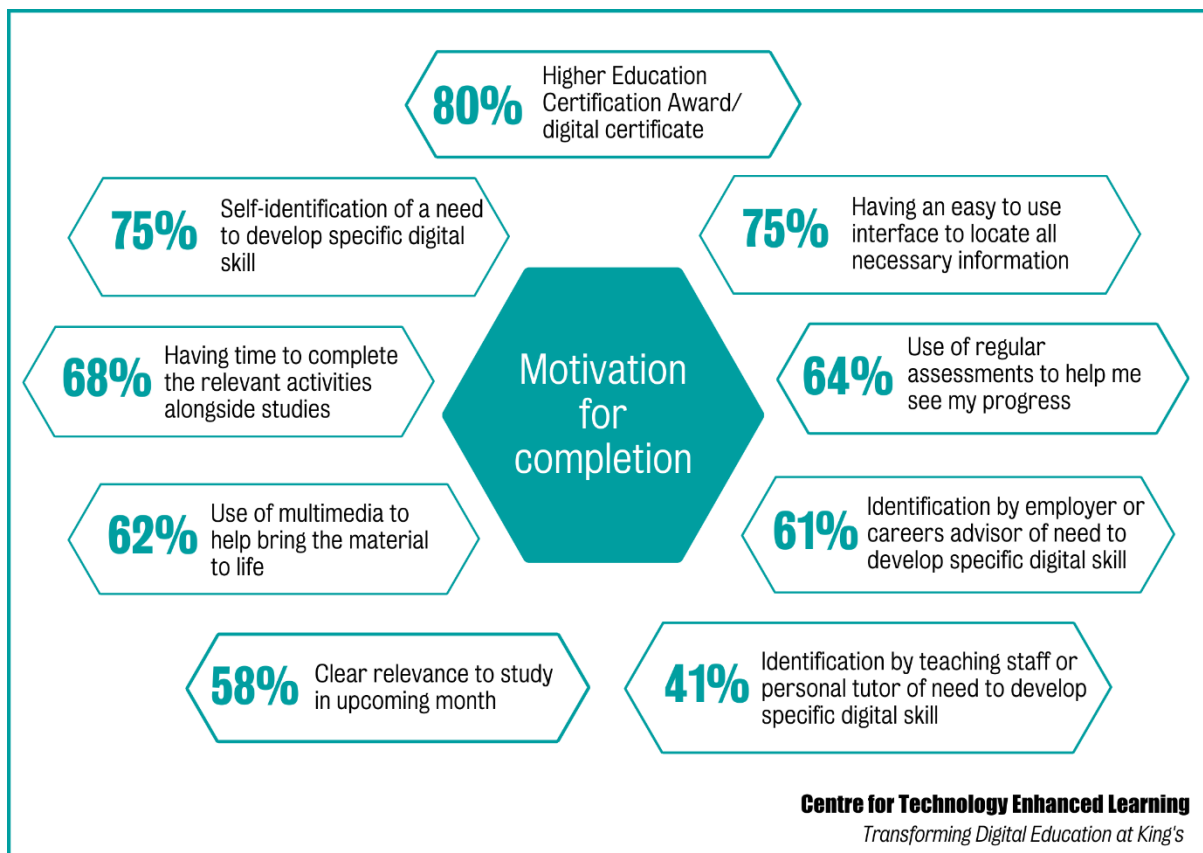 80%
Higher Education
Certification Award/
digital certificate
75%
Self-identification of a need
to develop specific digital
skill
75%
Having an easy to use
interface to locate all
necessary information
68%
Having time to complete
the relevant activities
alongside studies
Motivation
for
completion
64%
Use of regular
assessments to help me
see my progress
62%
Use of multimedia to
help bring the material
to life
61%
Identification by employer or
careers advisor of need to
develop specific digital skill
58%
Clear relevance to study
in upcoming month
41%
Identification by teaching staff or
personal tutor of need to develop
specific digital skill
Centre for Technology Enhanced Learning
Transforming Digital Education at King's